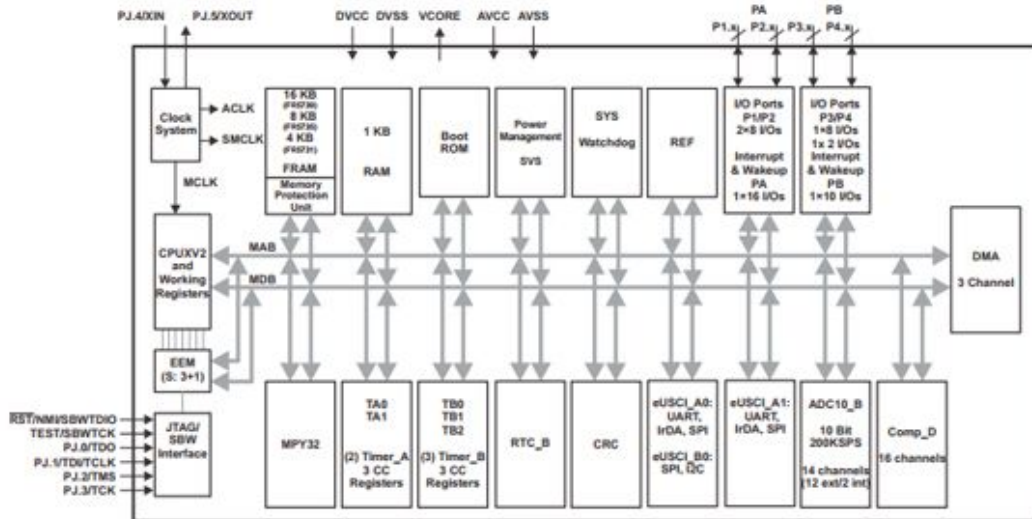 PJ.4/XIN
PJ.5/XOUT
DVCC
DVSS
VCORE
AVCC
AVSS
PA
P1.x
P2.x
PB
P3.x
P4.x
Clock
System
ACLK
SMCLK
MCLK
16 KB
8 KB
4 KB
FRAM
Memory
Protection
Unit
1 KB
RAM
Boot
ROM
Power
Management
SVS
SYS
Watchdog
REF
I/O Ports
P1/P2
2×8 I/Os
Interrupt
& Wakeup
PA
1×16 I/Os
I/O Ports
P3/P4
1×8 I/Os
1x 2 I/Os
Interrupt
& Wakeup
PB
1×10 I/Os
CPUXV2
and
Working
Registers
MAB
MDB
DMA
3 Channel
EEM
(S: 3+1)
RST/NMI/SBWTDIO
TEST/SBWTCK
PJ.0/TDO
PJ.1/TDI/TCLK
PJ.2/TMS
PJ.3/TCK
JTAG/
SBW
Interface
MPY32
TA0
TA1
(2) Timer_A
3 CC
Registers
TB0
TB1
TB2
(3) Timer_B
3 CC
Registers
RTC_B
CRC
eUSCI_A0:
UART,
IrDA, SPI
eUSCI_B0:
SPI, I2C
eUSCI_A1:
UART,
IrDA, SPI
ADC10_B
10 Bit
200KSPS
14 channels
(12 ext/2 int)
Comp_D
16 channels